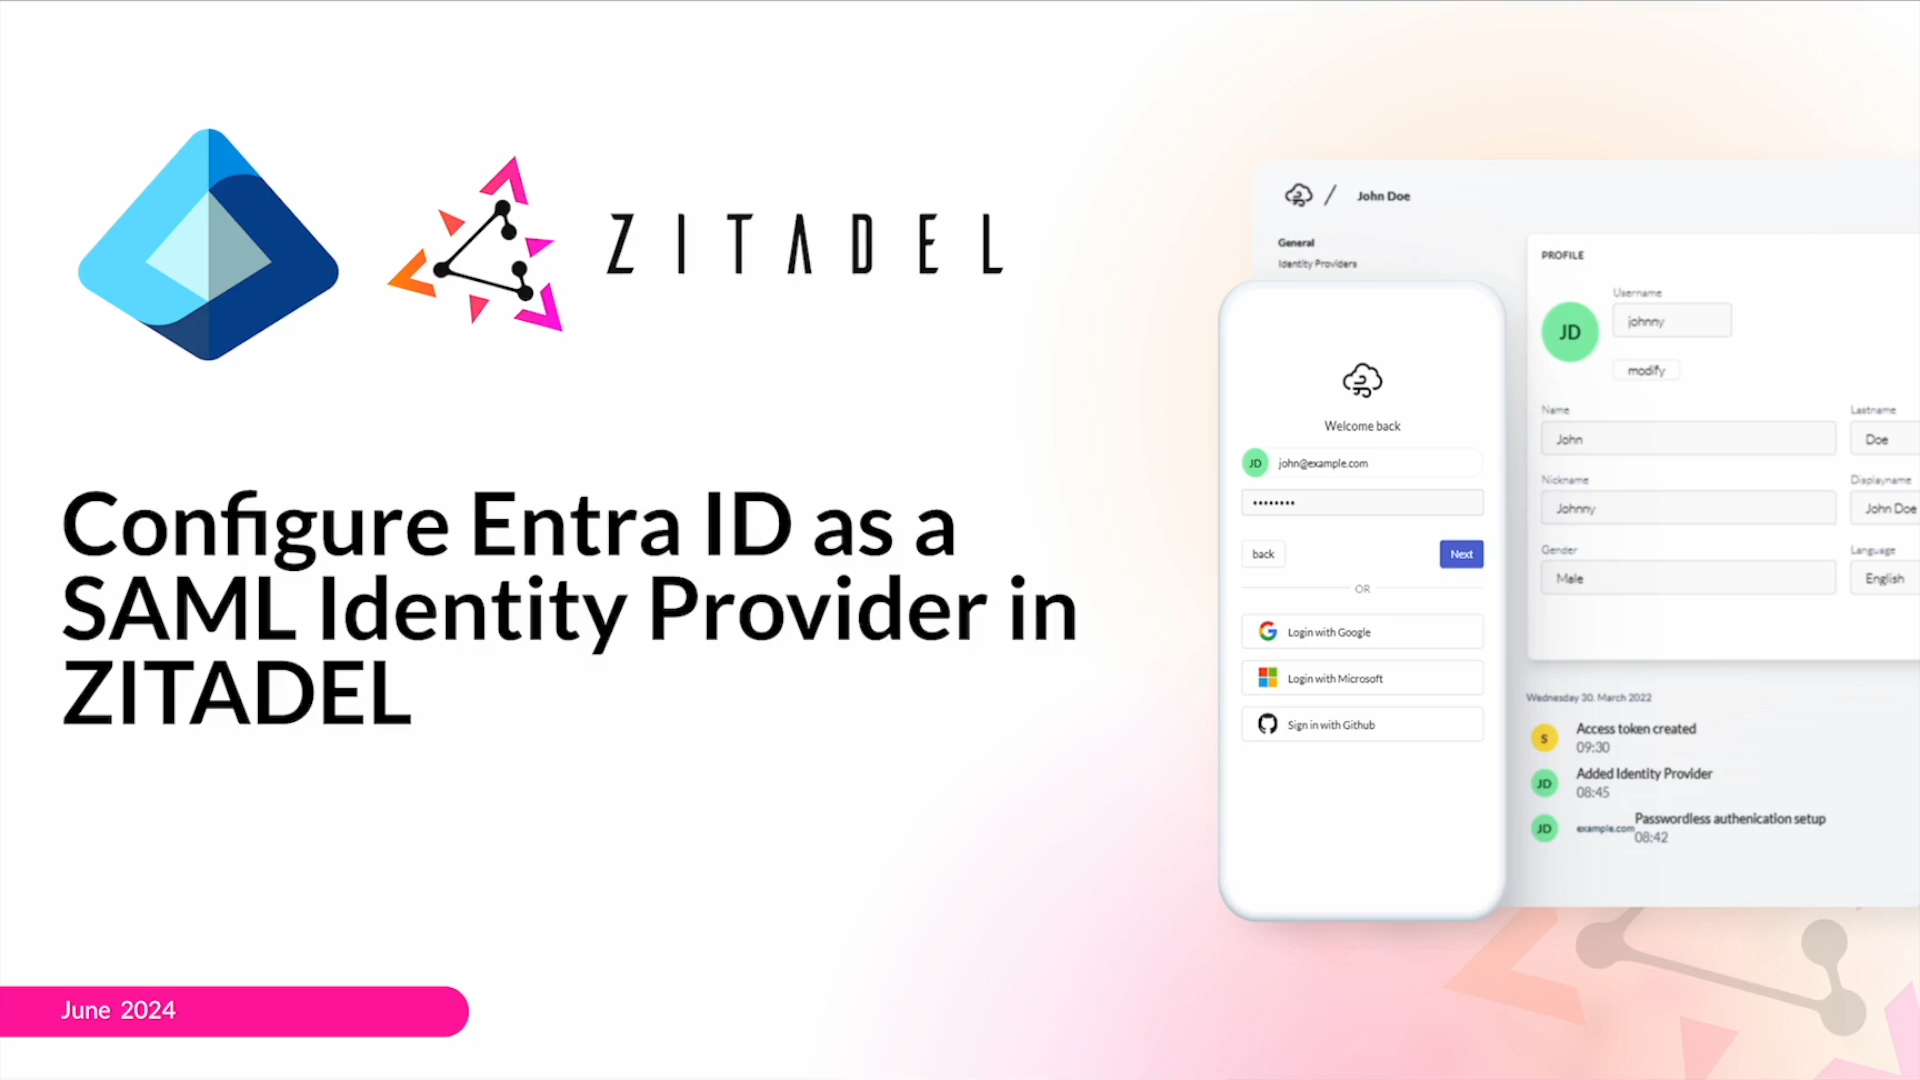 ZITADEL
Configure Entra ID as a
SAML Identity Provider in
ZITADEL
June 2024
John Doe
General
Identity Providers
PROFILE
JD
Username
johnny
modify
Name
John
Lastname
Doe
Nickname
Johnny
Displayname
John Doe
Gender
Male
Language
English
Welcome back
JD
john@example.com
••••••••
back
Next
OR
Login with Google
Login with Microsoft
Sign in with Github
Wednesday 30. March 2022
S
Access token created
09:30
JD
Added Identity Provider
08:45
JD
example.com
Passwordless authenication setup
08:42